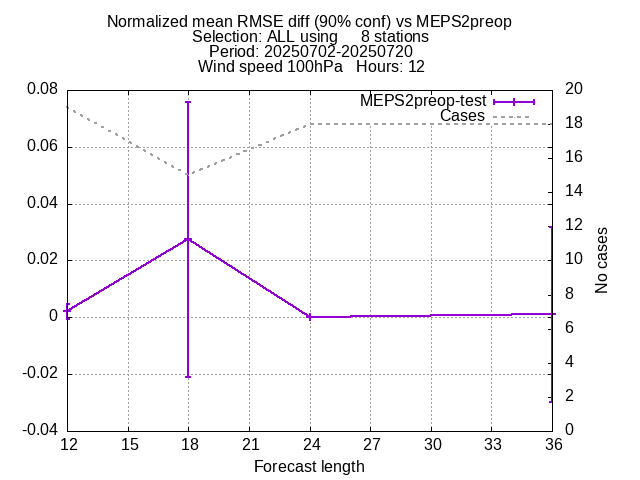 Normalized mean RMSE diff (90% conf) vs MEPS2preop
Selection: ALL using     8 stations
Period: 20250702-20250720
Wind speed 100hPa   Hours: 12
MEPS2preop-test
Cases
0.08
0.06
0.04
0.02
0
-0.02
-0.04
20
18
16
14
12
10
8
6
4
2
0
No cases
12 15 18 21 24 27 30 33 36
Forecast length